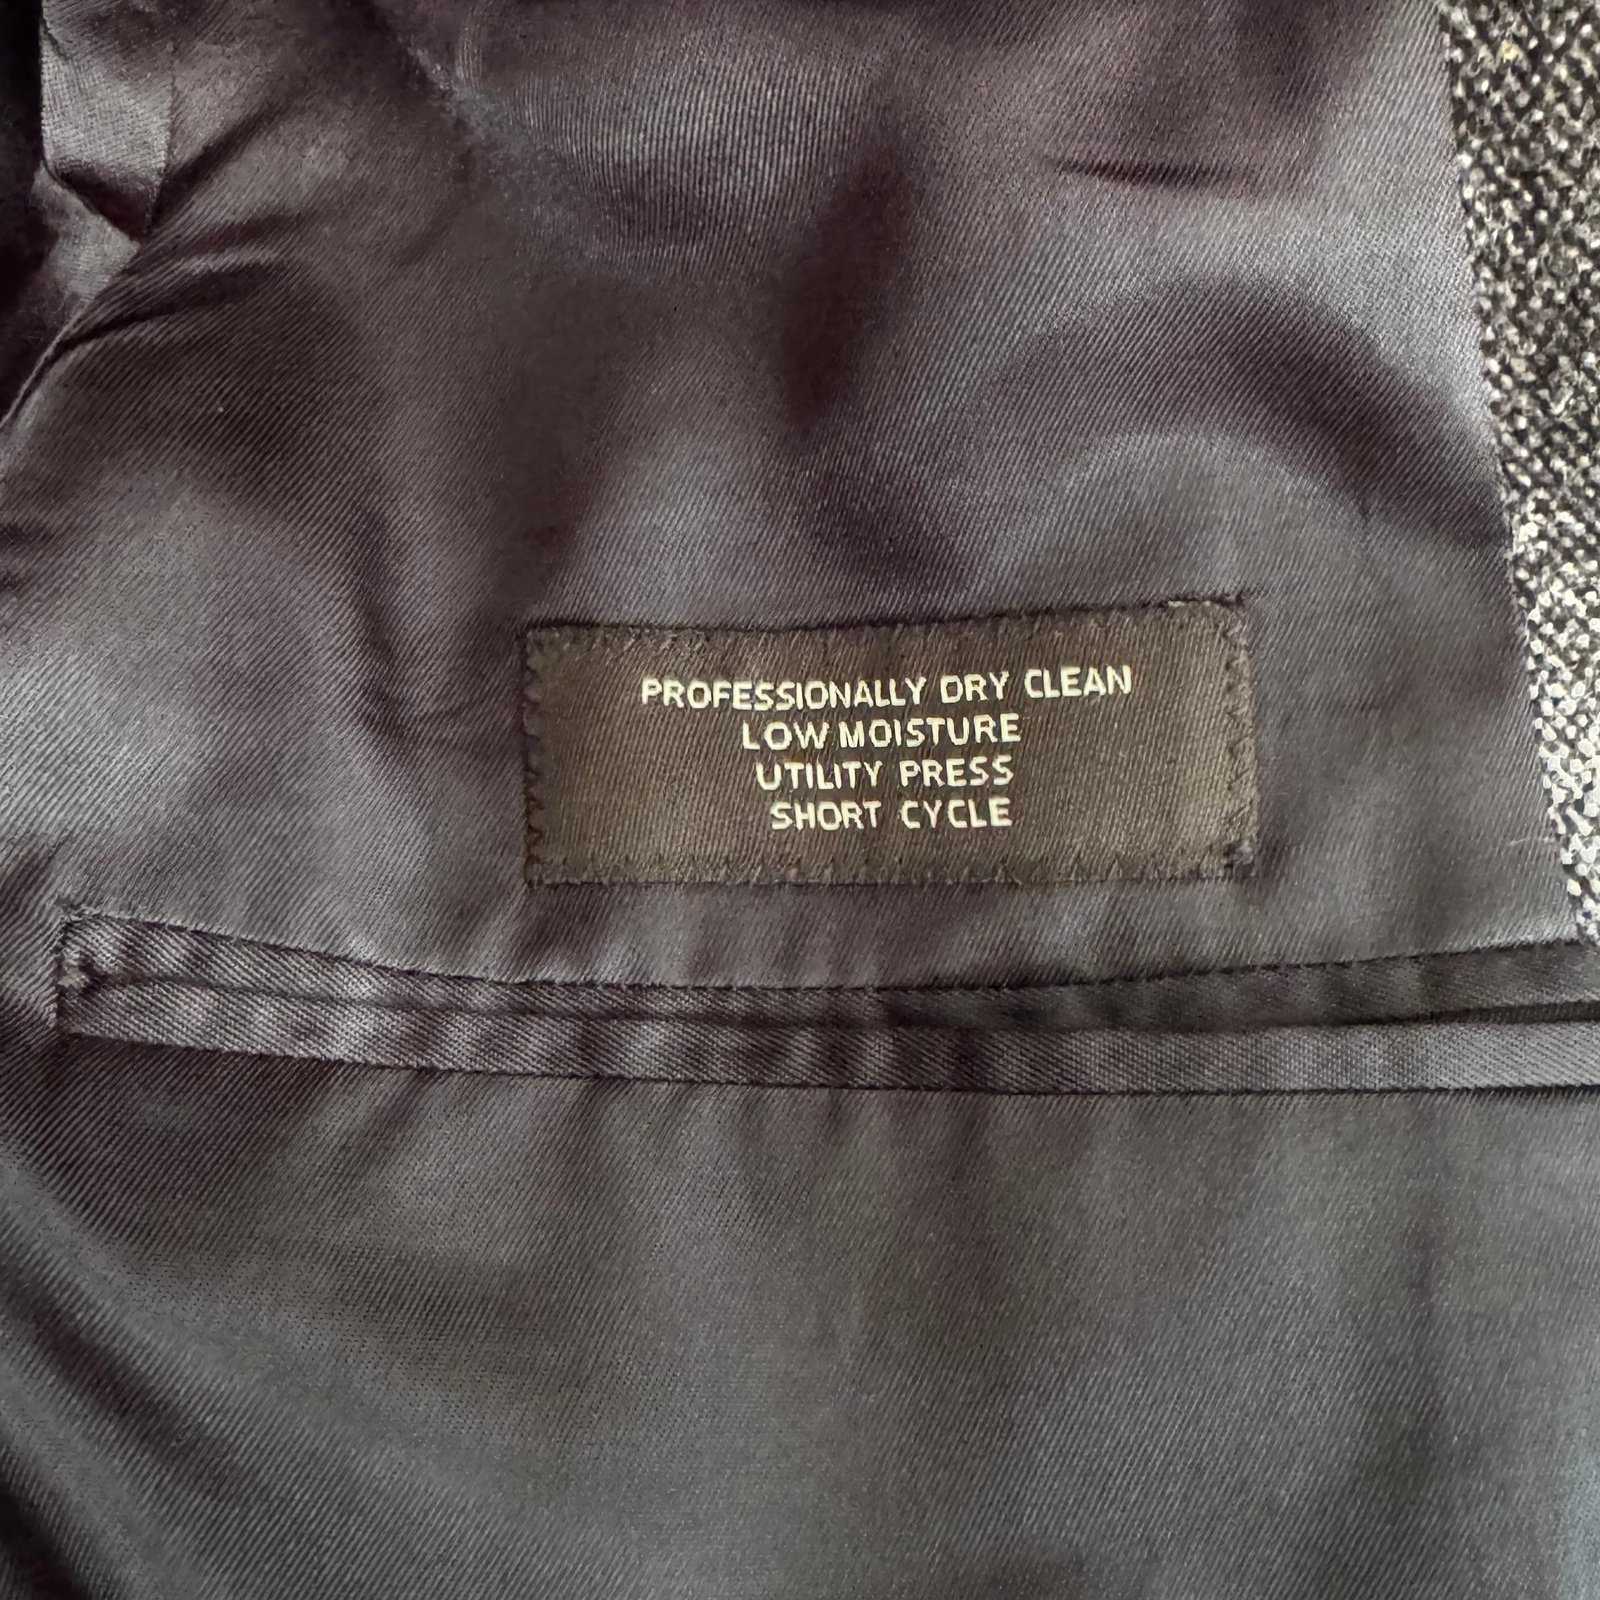 PROFESSIONALLY DRY CLEAN
LOW MOISTURE
UTILITY PRESS
SHORT CYCLE